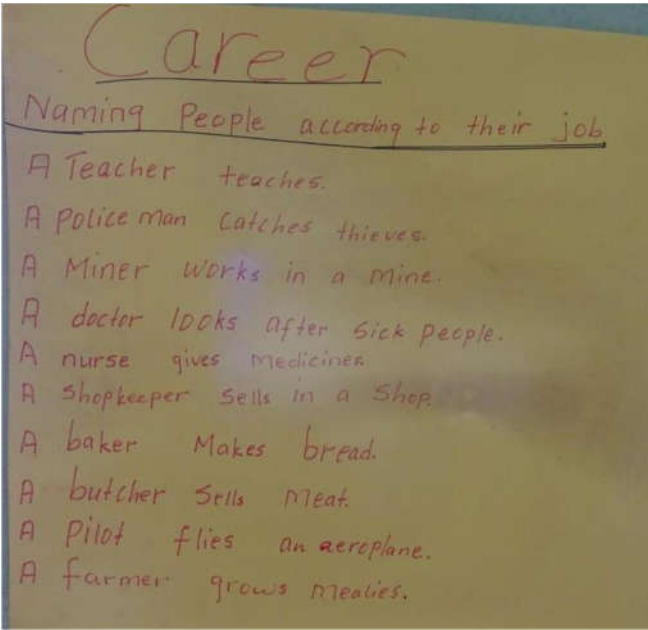 Career
Naming People according to their job
A Teacher teaches.
A police man catches thieves.
A Miner works in a mine.
A doctor looks after sick people.
A nurse gives medicines.
A shopkeeper sells in a shop.
A baker Makes bread.
A butcher sells meat.
A Pilot flies an aeroplane.
A farmer grows mealies.